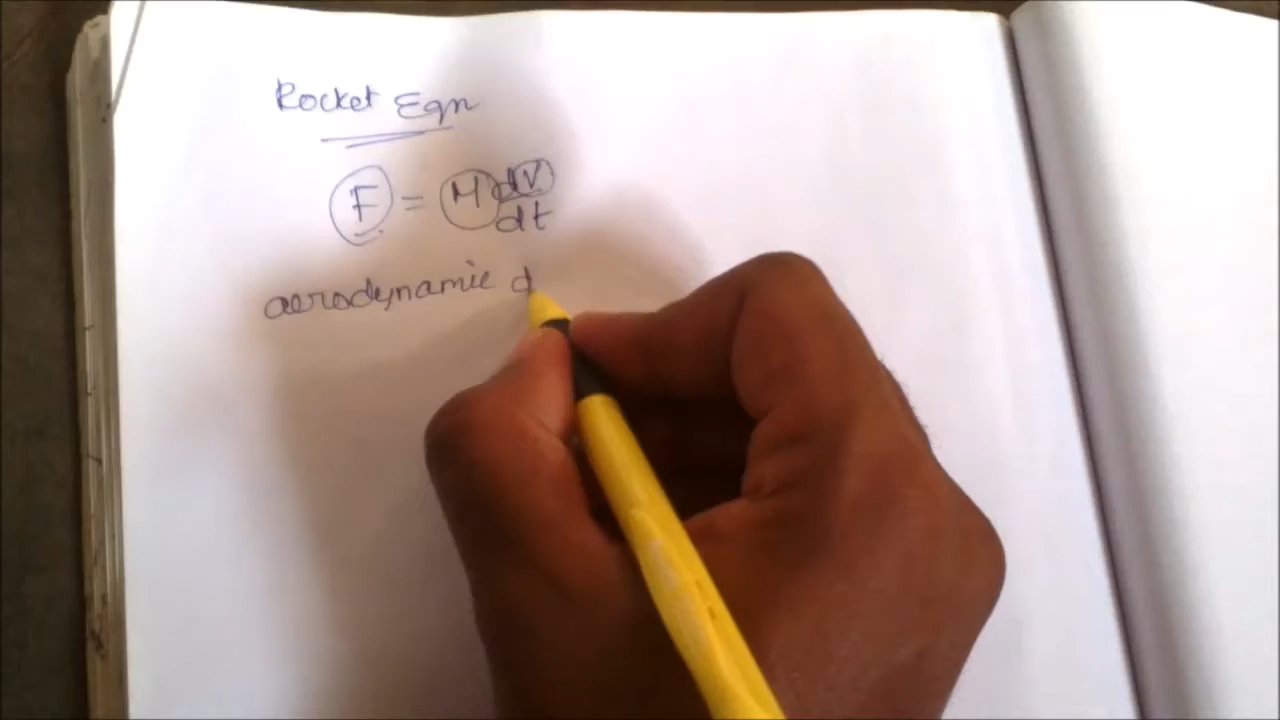 Rocket Eqn
F = M dV/dt
aerodynamic d